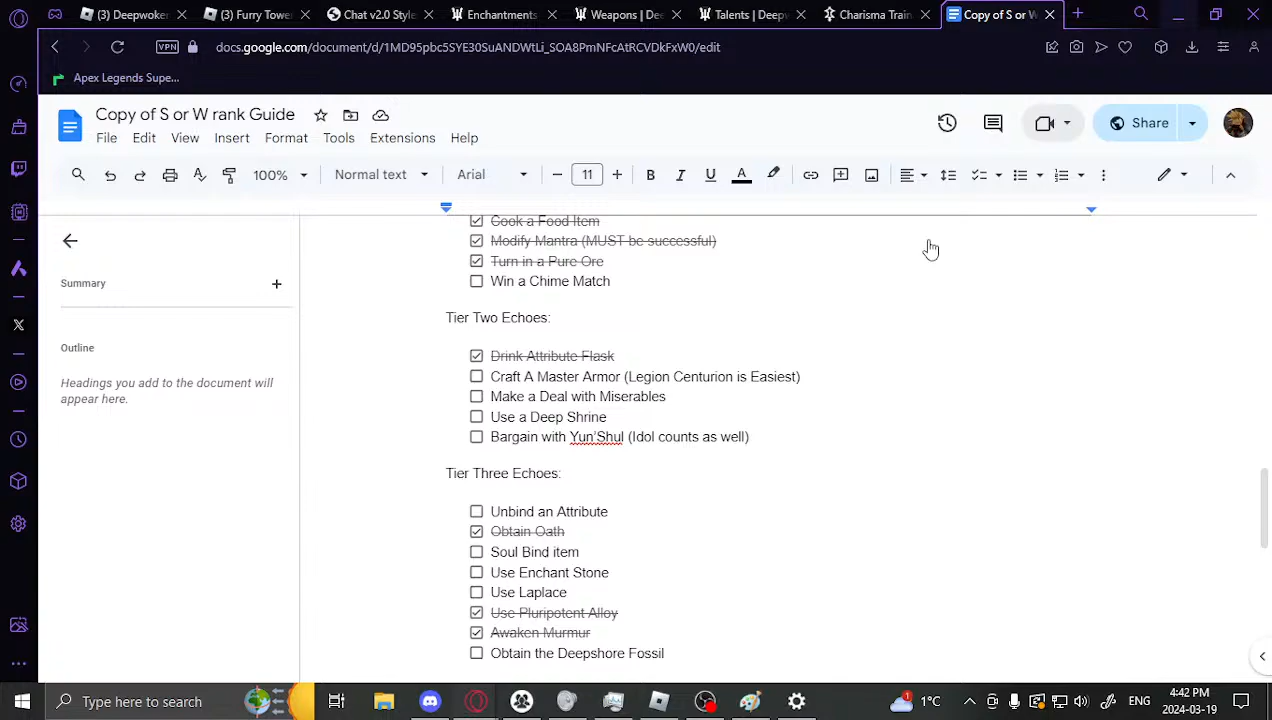 (3) Deepwoken
(3) Furry Tower
Chat v2.0 Style
Enchantments
Weapons | Dee
Talents | Deepw
Charisma Train
Copy of S or W
VPN
docs.google.com/document/d/1MD95pbc5SYE30SuANDWtLi_SOA8PmNFcAtRCVDkFxW0/edit
Apex Legends Supe...
Copy of S or W rank Guide
File Edit View Insert Format Tools Extensions Help
Share
100% Normal text Arial 11 B I U A
Summary
Outline
Headings you add to the document will
appear here.
Cook a Food Item
Modify Mantra (MUST be successful)
Turn in a Pure Ore
Win a Chime Match
Tier Two Echoes:
Drink Attribute Flask
Craft A Master Armor (Legion Centurion is Easiest)
Make a Deal with Miserables
Use a Deep Shrine
Bargain with Yun'Shul (Idol counts as well)
Tier Three Echoes:
Unbind an Attribute
Obtain Oath
Soul Bind item
Use Enchant Stone
Use Laplace
Use Pluripotent Alloy
Awaken Murmur
Obtain the Deepshore Fossil
Type here to search
1
1°C
ENG
4:42 PM
2024-03-19